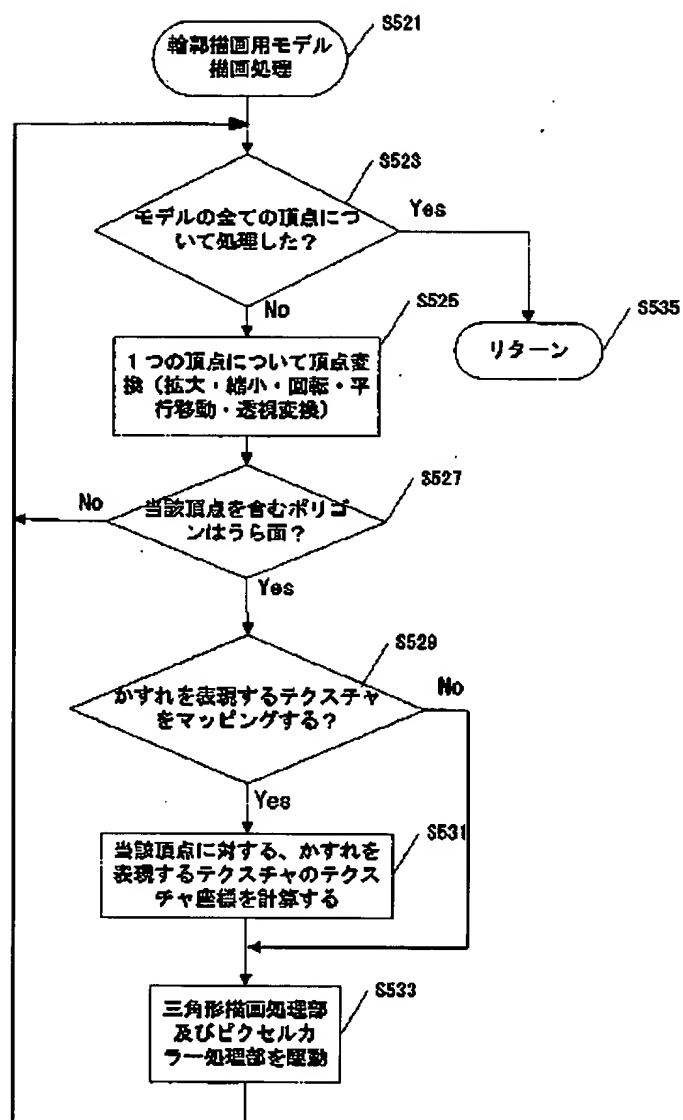 S521
輪郭描画用モデル
描画処理
S523
モデルの全ての頂点につ
いて処理した？
Yes
No
S525
1つの頂点について頂点変
換（拡大・縮小・回転・平
行移動・透視変換）
S535
リターン
S527
当該頂点を含むポリゴ
ンはうら面？
No
Yes
S529
かすれを表現するテクスチャ
をマッピングする？
No
Yes
S531
当該頂点に対する、かすれを
表現するテクスチャのテクス
チャ座標を計算する
S533
三角形描画処理部
及びピクセルカ
ラー処理部を駆動